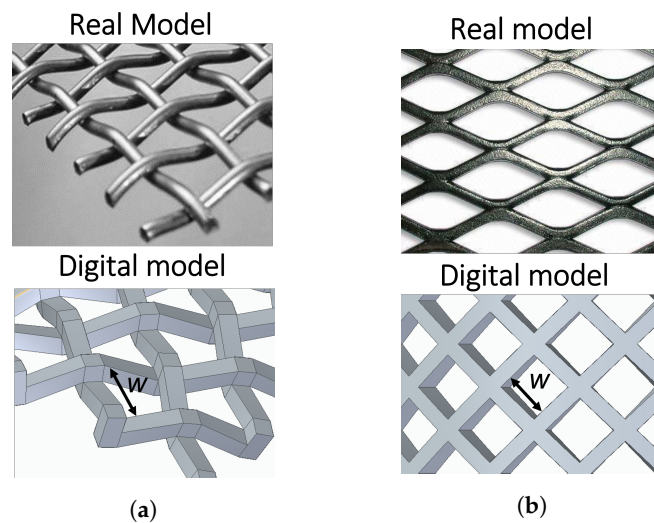 Real Model
Real model
Digital model
Digital model
w
w
(a)
(b)